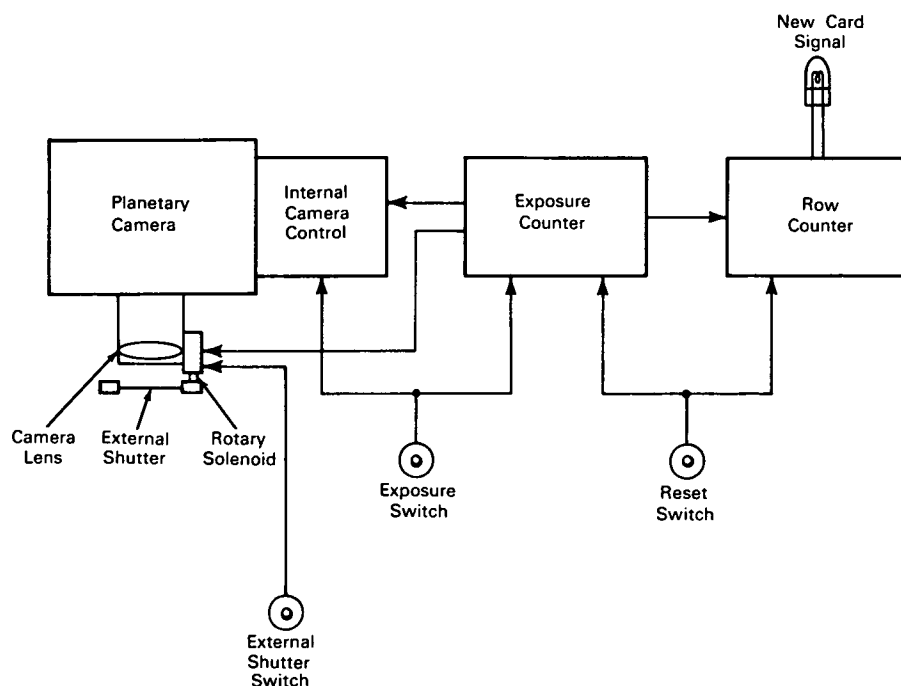 New Card
Signal
Planetary
Camera
Internal
Camera
Control
Exposure
Counter
Row
Counter
Camera
Lens
External
Shutter
Rotary
Solenoid
Exposure
Switch
Reset
Switch
External
Shutter
Switch